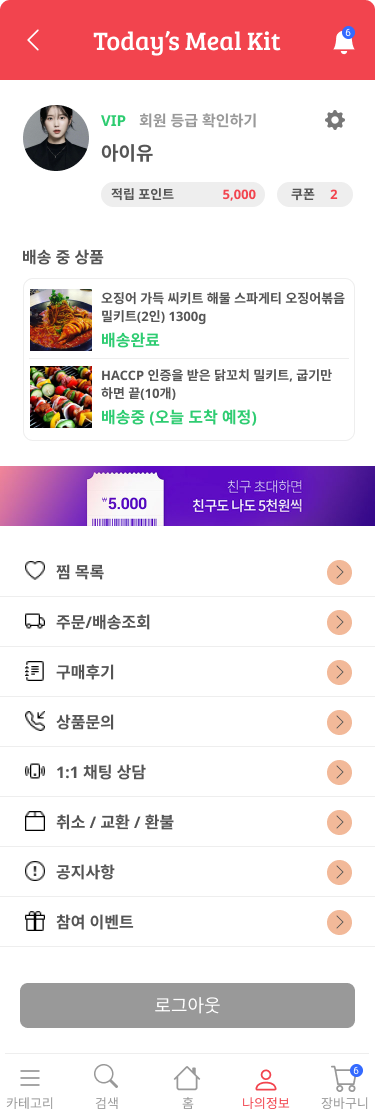 Today's Meal Kit
6
VIP 회원 등급 확인하기
아이유
적립 포인트 5,000 쿠폰 2
배송 중 상품
오징어 가득 씨키트 해물 스파게티 오징어볶음
밀키트(2인) 1300g
배송완료
HACCP 인증을 받은 닭꼬치 밀키트, 굽기만
하면 끝(10개)
배송중 (오늘 도착 예정)
₩5.000
친구 초대하면
친구도 나도 5천원씩
찜 목록
주문/배송조회
구매후기
상품문의
1:1 채팅 상담
취소 / 교환 / 환불
공지사항
참여 이벤트
로그아웃
6
카테고리 검색 홈 나의정보 장바구니